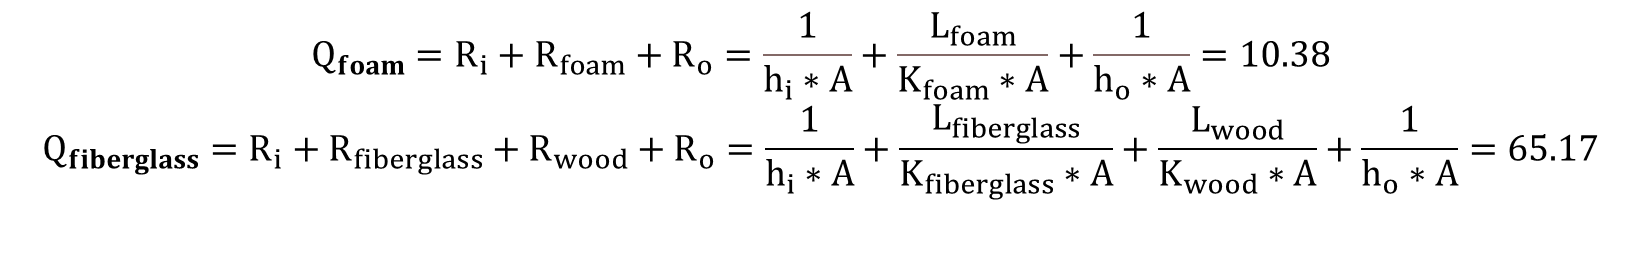 Q_foam = R_i + R_foam + R_o = 1/(h_i * A) + L_foam/(K_foam * A) + 1/(h_o * A) = 10.38
Q_fiberglass = R_i + R_fiberglass + R_wood + R_o = 1/(h_i * A) + L_fiberglass/(K_fiberglass * A) + L_wood/(K_wood * A) + 1/(h_o * A) = 65.17